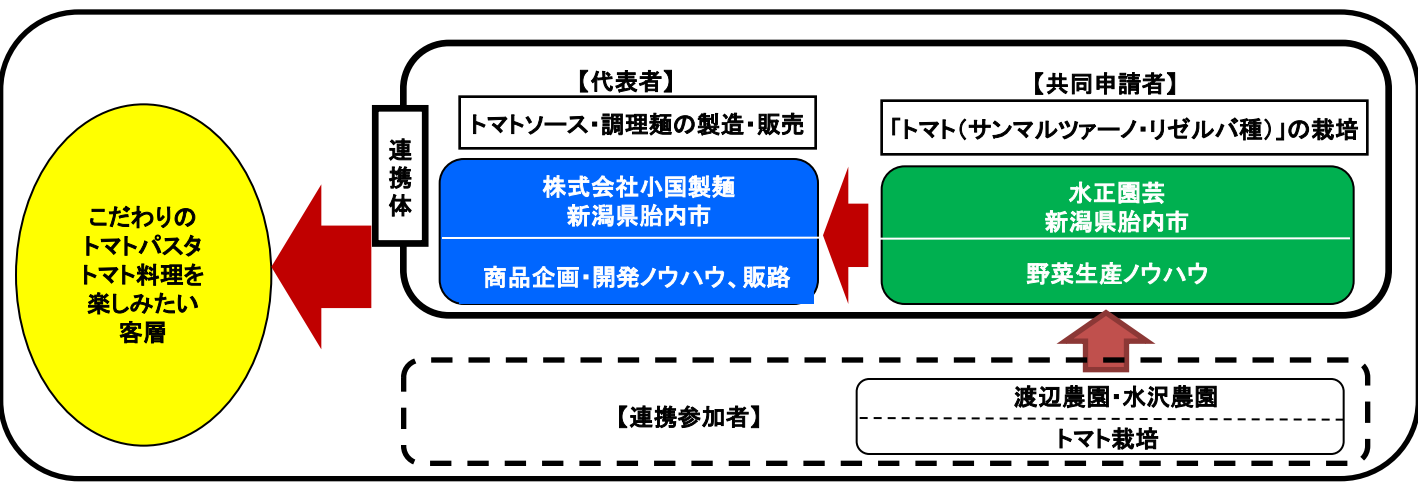 こだわりの
トマトパスタ
トマト料理を
楽しみたい
客層
連携体
【代表者】
トマトソース・調理麺の製造・販売
株式会社小国製麺
新潟県胎内市
商品企画・開発ノウハウ、販路
【共同申請者】
「トマト(サンマルツァーノ・リゼルバ種)」の栽培
水正園芸
新潟県胎内市
野菜生産ノウハウ
【連携参加者】
渡辺農園・水沢農園
トマト栽培